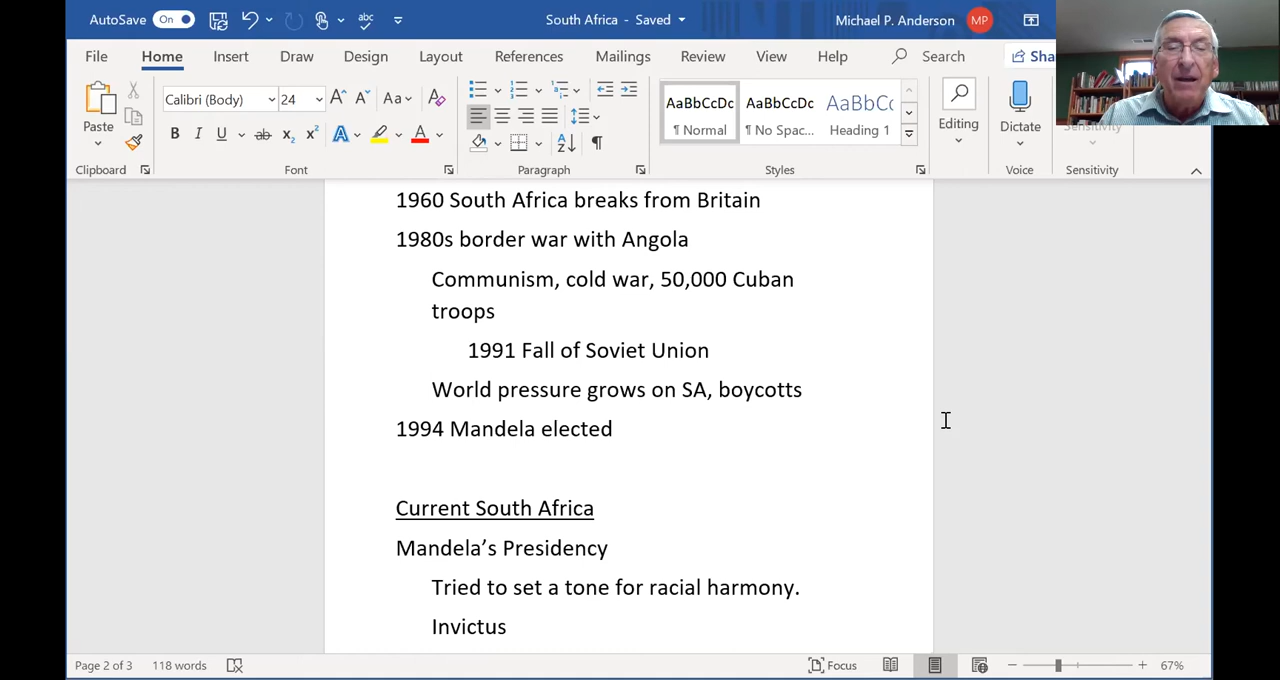 AutoSave On South Africa - Saved Michael P. Anderson MP
File Home Insert Draw Design Layout References Mailings Review View Help Search Sha
Paste
Calibri (Body) 24 Aa
AaBbCcDc AaBbCcDc AaBbCc
¶ Normal ¶ No Spac... Heading 1
Editing
Dictate
Sensitivity
Clipboard Font Paragraph Styles Voice Sensitivity
1960 South Africa breaks from Britain
1980s border war with Angola
Communism, cold war, 50,000 Cuban
troops
1991 Fall of Soviet Union
World pressure grows on SA, boycotts
1994 Mandela elected
Current South Africa
Mandela’s Presidency
Tried to set a tone for racial harmony.
Invictus
Page 2 of 3 118 words Focus 67%